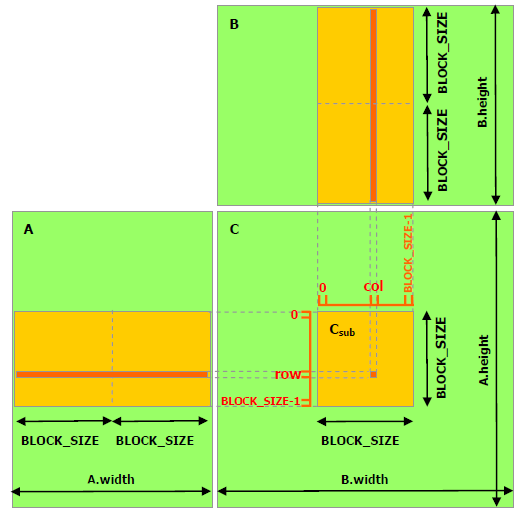 B
BLOCK_SIZE
BLOCK_SIZE
B.height
A
C
0
col
BLOCK_SIZE-1
0
Csub
row
BLOCK_SIZE-1
BLOCK_SIZE
A.height
BLOCK_SIZE
BLOCK_SIZE
BLOCK_SIZE
A.width
B.width